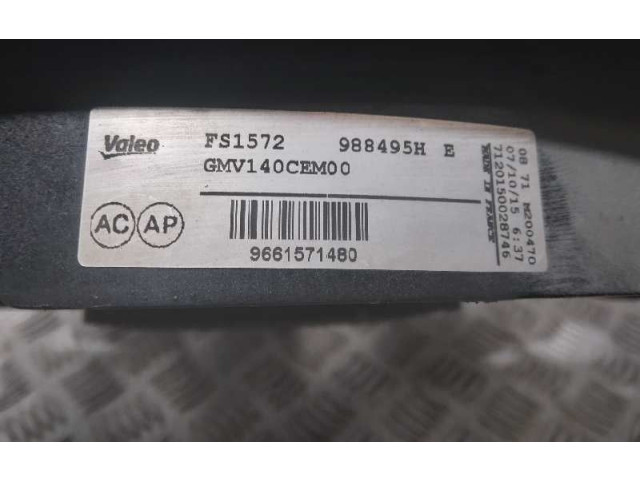 Valeo
FS1572 988495H E
GMV140CEM00
AC AP
9661571480
08 71 M200470
07/10/15 6:37
7120150028746
MADE IN FRANCE